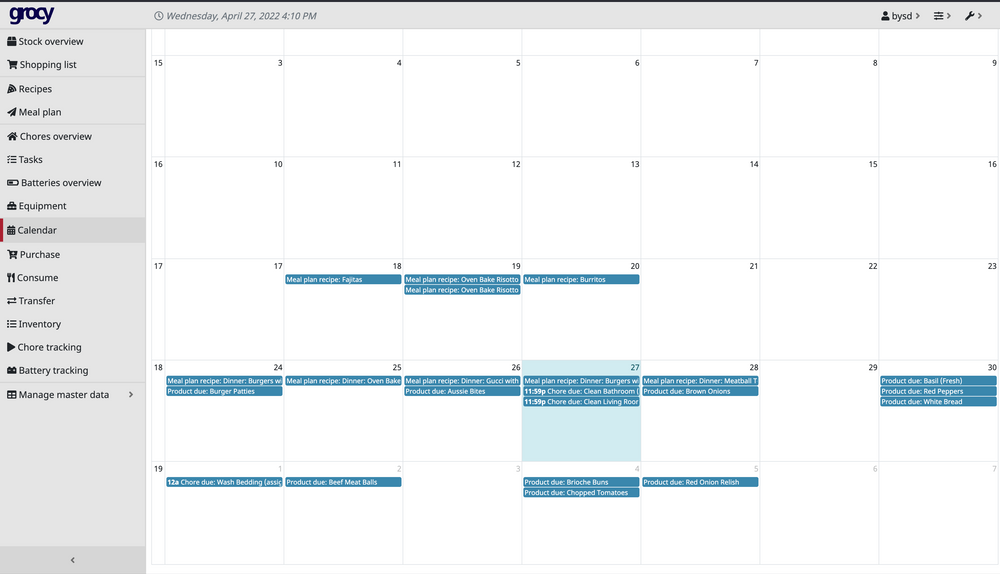 grocy
Wednesday, April 27, 2022 4:10 PM
bysd
Stock overview
Shopping list
Recipes
Meal plan
Chores overview
Tasks
Batteries overview
Equipment
Calendar
Purchase
Consume
Transfer
Inventory
Chore tracking
Battery tracking
Manage master data
15 3 4 5 6 7 8 9
16 10 11 12 13 14 15 16
17 17 18 19 20 21 22 23
Meal plan recipe: Fajitas
Meal plan recipe: Oven Bake Risotto
Meal plan recipe: Oven Bake Risotto
Meal plan recipe: Burritos
18 24 25 26 27 28 29 30
Meal plan recipe: Dinner: Burgers wi
Product due: Burger Patties
Meal plan recipe: Dinner: Oven Bake
Meal plan recipe: Dinner: Gucci with
Product due: Aussie Bites
Meal plan recipe: Dinner: Burgers wi
11:59p Chore due: Clean Bathroom (
11:59p Chore due: Clean Living Roor
Meal plan recipe: Dinner: Meatball T
Product due: Brown Onions
Product due: Basil (Fresh)
Product due: Red Peppers
Product due: White Bread
19 1 2 3 4 5 6 7
12a Chore due: Wash Bedding (assig
Product due: Beef Meat Balls
Product due: Brioche Buns
Product due: Chopped Tomatoes
Product due: Red Onion Relish